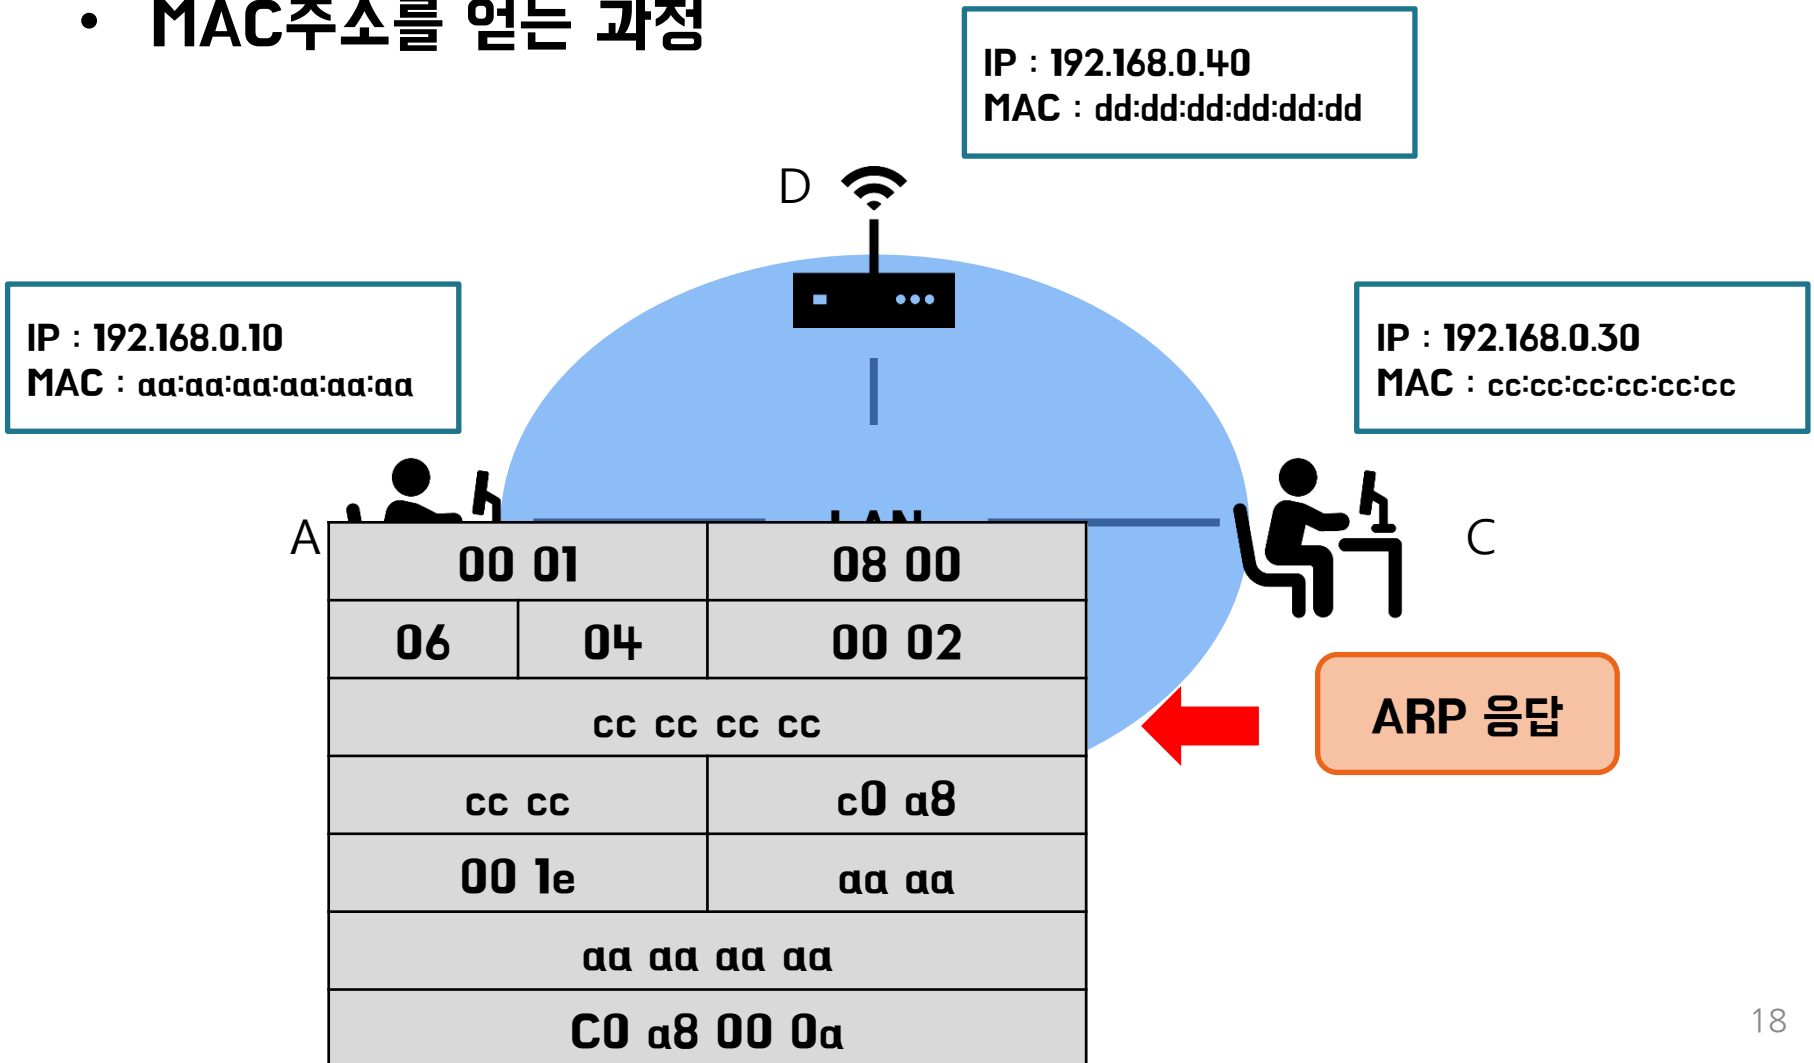 • MAC주소를 얻는 과정
IP : 192.168.0.40
MAC : dd:dd:dd:dd:dd:dd
D
IP : 192.168.0.10
MAC : aa:aa:aa:aa:aa:aa
IP : 192.168.0.30
MAC : cc:cc:cc:cc:cc:cc
LAN
A
C
00 01 08 00
06 04 00 02
cc cc cc cc
cc cc c0 a8
00 1e aa aa
aa aa aa aa
C0 a8 00 0a
ARP 응답
18